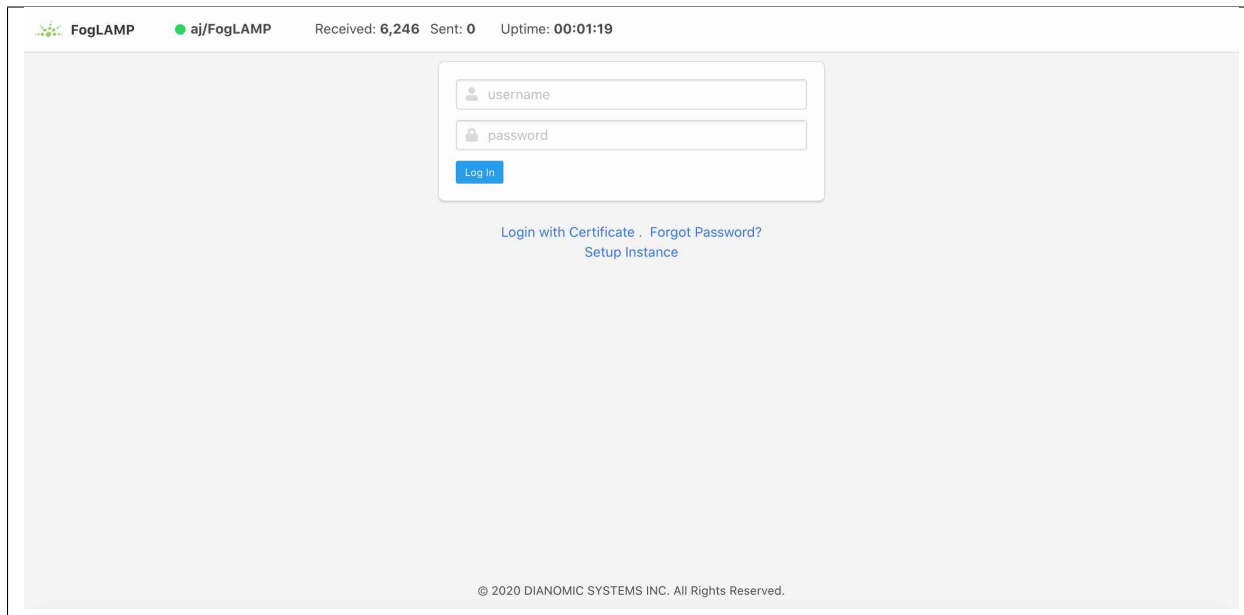 FogLAMP aj/FogLAMP Received: 6,246 Sent: 0 Uptime: 00:01:19
username
password
Log In
Login with Certificate . Forgot Password?
Setup Instance
© 2020 DIANOMIC SYSTEMS INC. All Rights Reserved.